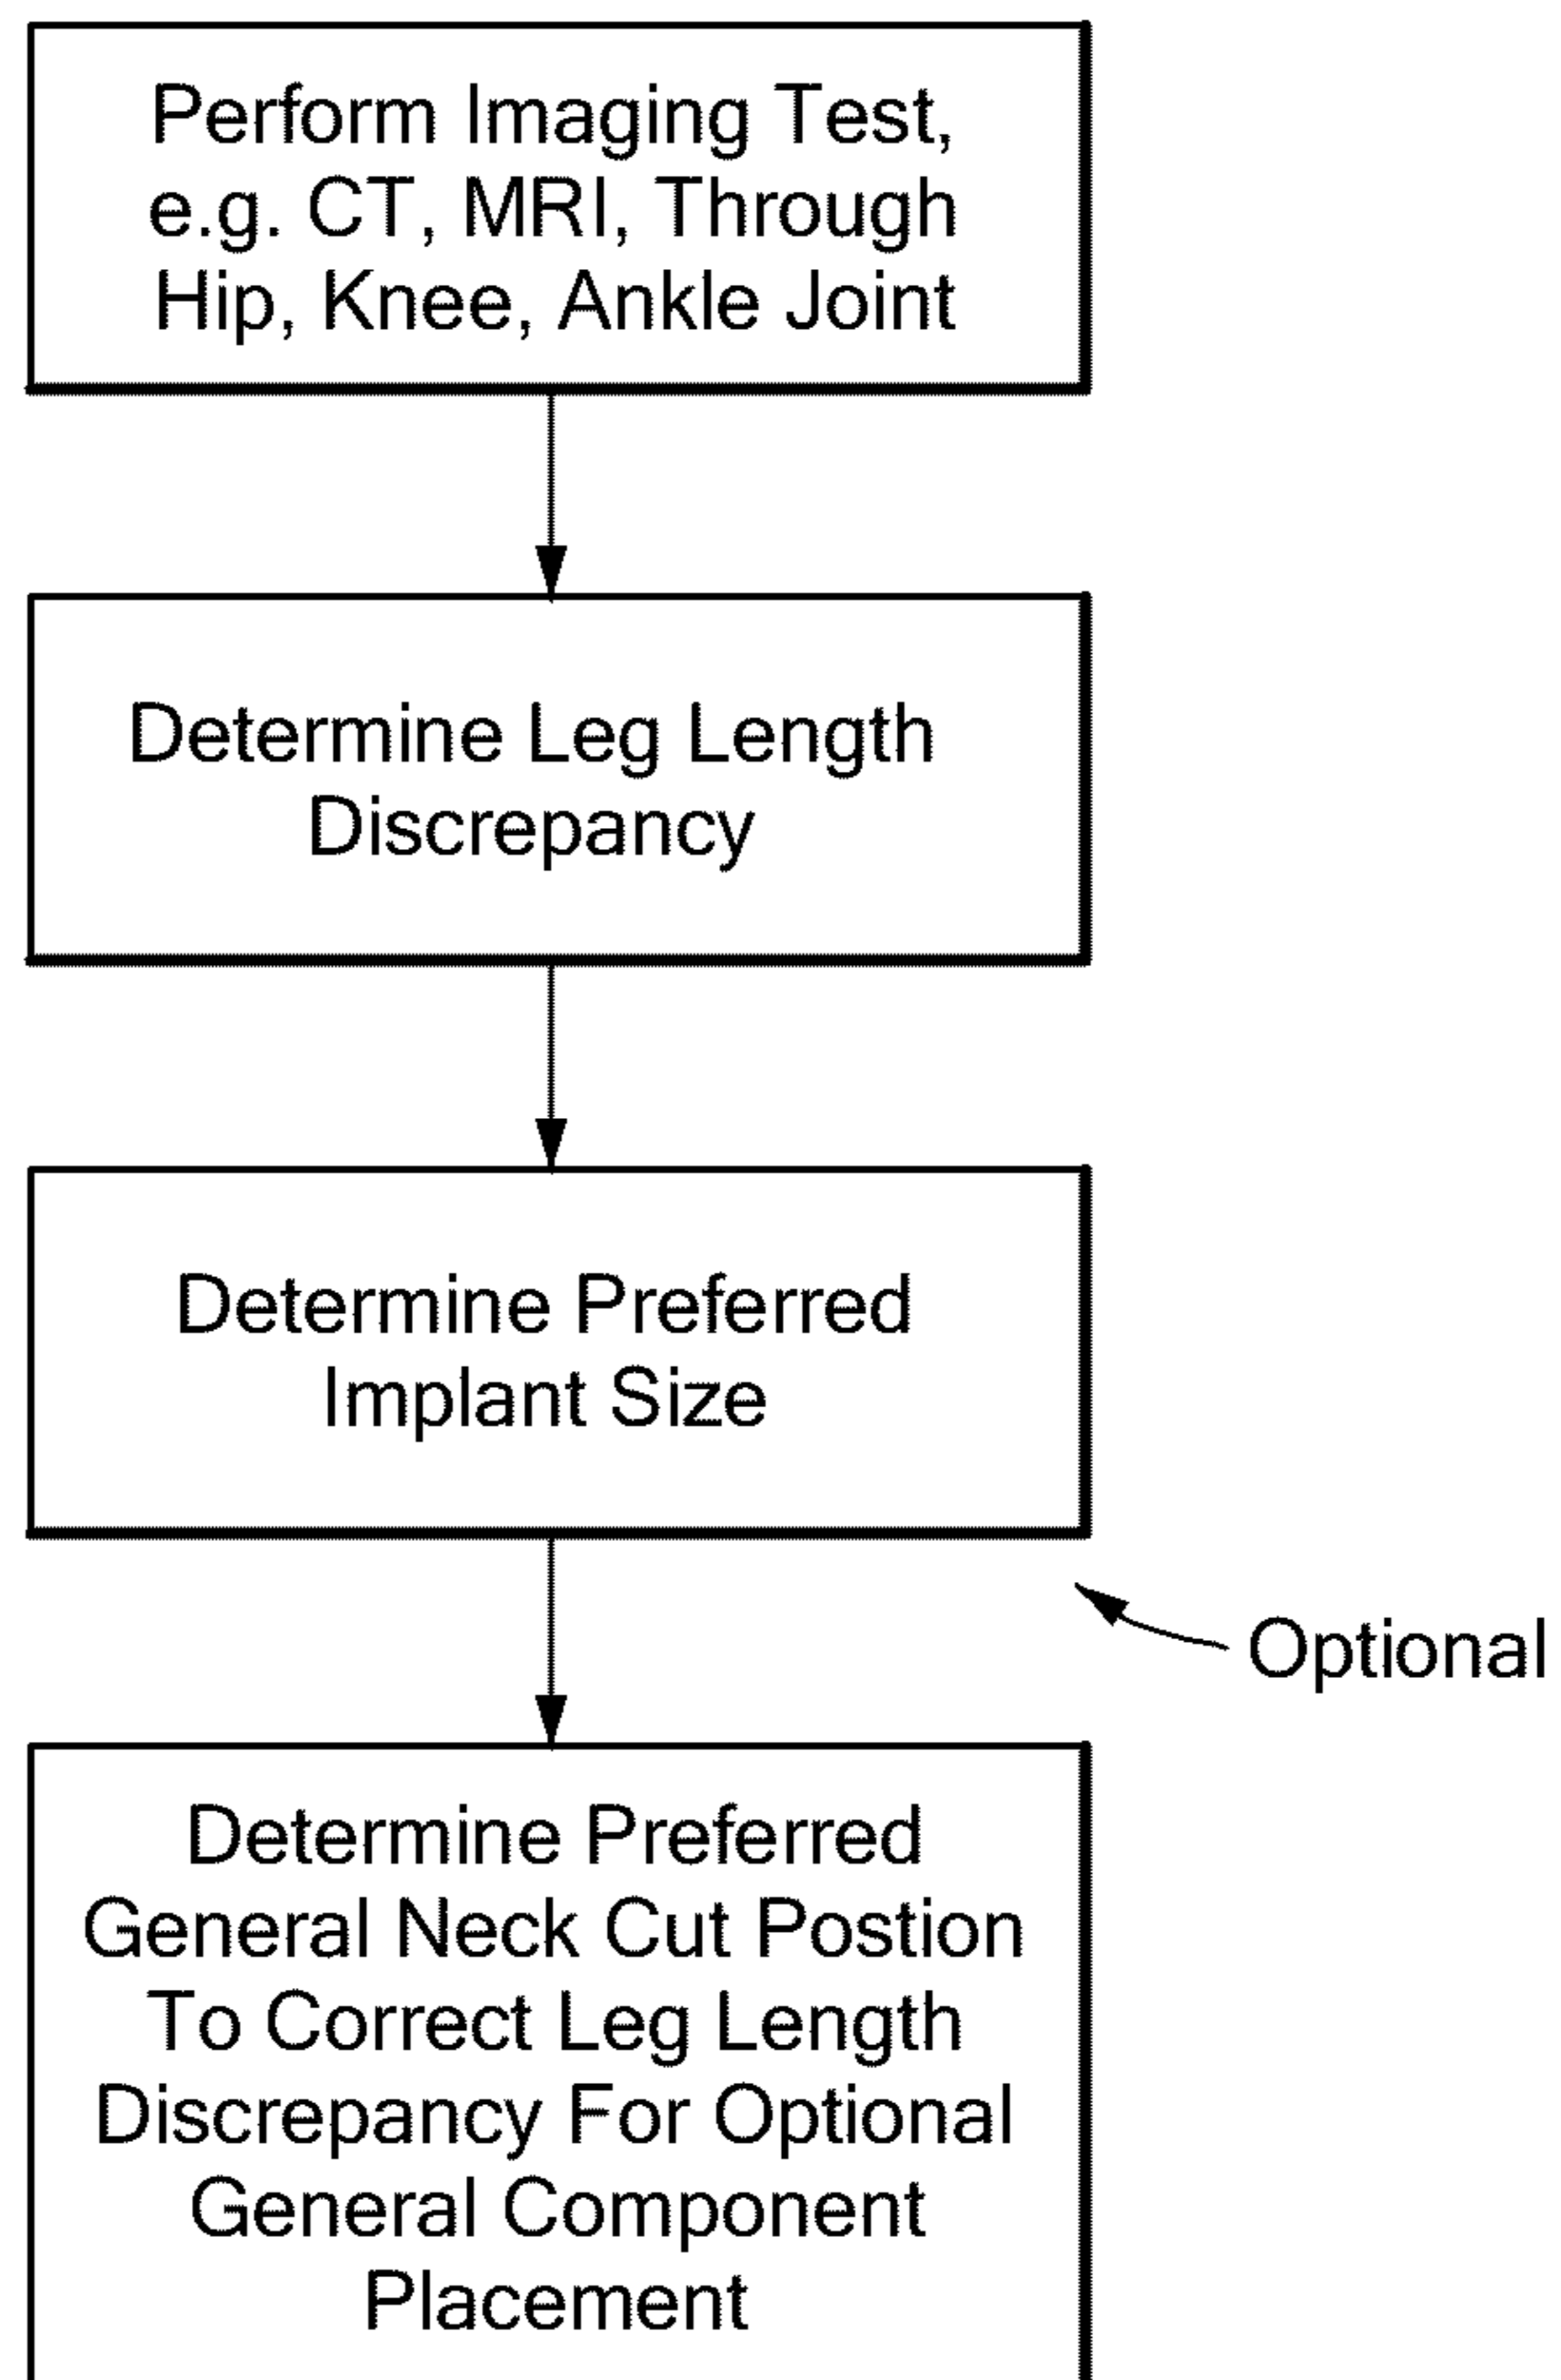 Perform Imaging Test,
e.g. CT, MRI, Through
Hip, Knee, Ankle Joint
Determine Leg Length
Discrepancy
Determine Preferred
Implant Size
Optional
Determine Preferred
General Neck Cut Postion
To Correct Leg Length
Discrepancy For Optional
General Component
Placement